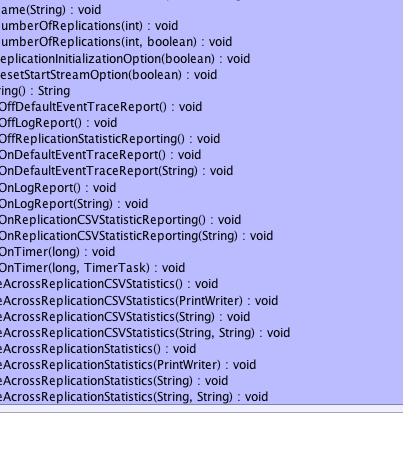 ame(String) : void
umberOfReplications(int) : void
umberOfReplications(int, boolean) : void
eplicationInitializationOption(boolean) : void
esetStartStreamOption(boolean) : void
ring() : String
OffDefaultEventTraceReport() : void
OffLogReport() : void
OffReplicationStatisticReporting() : void
OnDefaultEventTraceReport() : void
OnDefaultEventTraceReport(String) : void
OnLogReport() : void
OnLogReport(String) : void
OnReplicationCSVStatisticReporting() : void
OnReplicationCSVStatisticReporting(String) : void
OnTimer(long) : void
OnTimer(long, TimerTask) : void
eAcrossReplicationCSVStatistics() : void
eAcrossReplicationCSVStatistics(PrintWriter) : void
eAcrossReplicationCSVStatistics(String) : void
eAcrossReplicationCSVStatistics(String, String) : void
eAcrossReplicationStatistics() : void
eAcrossReplicationStatistics(PrintWriter) : void
eAcrossReplicationStatistics(String) : void
eAcrossReplicationStatistics(String, String) : void